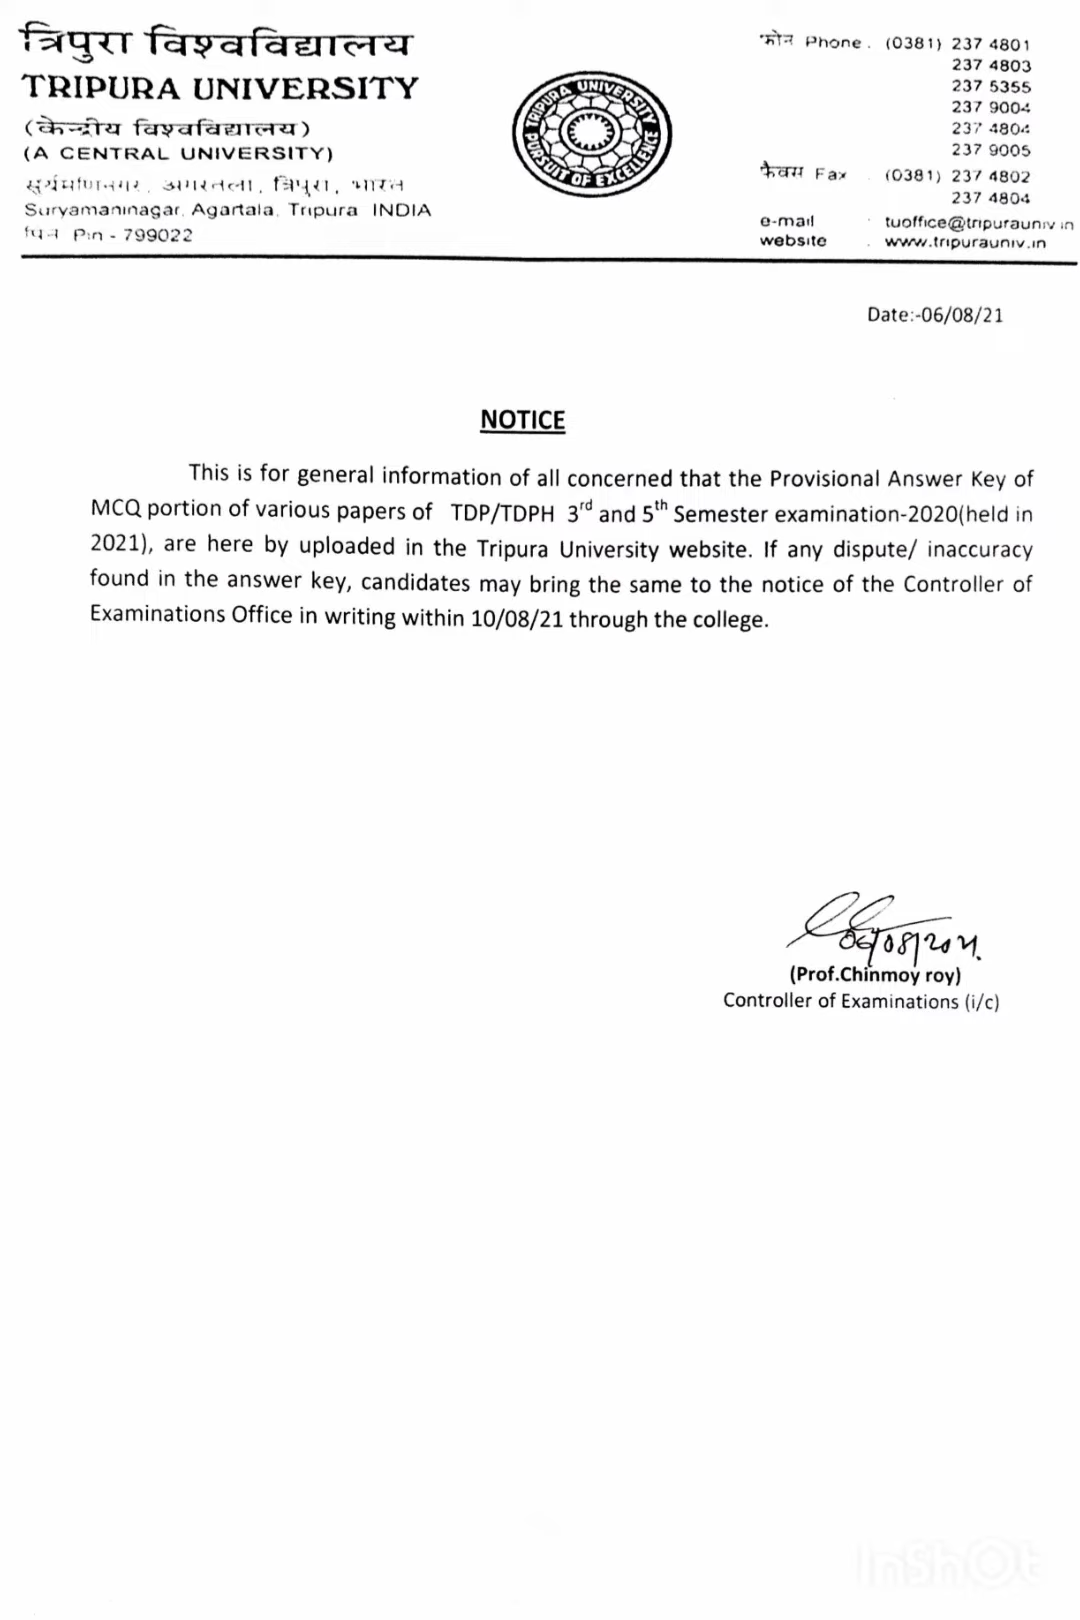 त्रिपुरा विश्वविद्यालय
TRIPURA UNIVERSITY
(केन्द्रीय विश्वविद्यालय)
(A CENTRAL UNIVERSITY)
सूर्यमणिनगर, अगरतला, त्रिपुरा, भारत
Suryamaninagar, Agartala, Tripura INDIA
पिन Pin - 799022
TRIPURA UNIVERSITY
PURSUIT OF EXCELLENCE
फोन Phone : (0381) 237 4801
237 4803
237 5355
237 9004
237 4804
237 9005
फैक्स Fax : (0381) 237 4802
237 4804
e-mail : tuoffice@tripurauniv.in
website : www.tripurauniv.in
Date:-06/08/21
NOTICE
This is for general information of all concerned that the Provisional Answer Key of
MCQ portion of various papers of TDP/TDPH 3rd and 5th Semester examination-2020(held in
2021), are here by uploaded in the Tripura University website. If any dispute/ inaccuracy
found in the answer key, candidates may bring the same to the notice of the Controller of
Examinations Office in writing within 10/08/21 through the college.
06/08/2021.
(Prof.Chinmoy roy)
Controller of Examinations (i/c)
InShOt